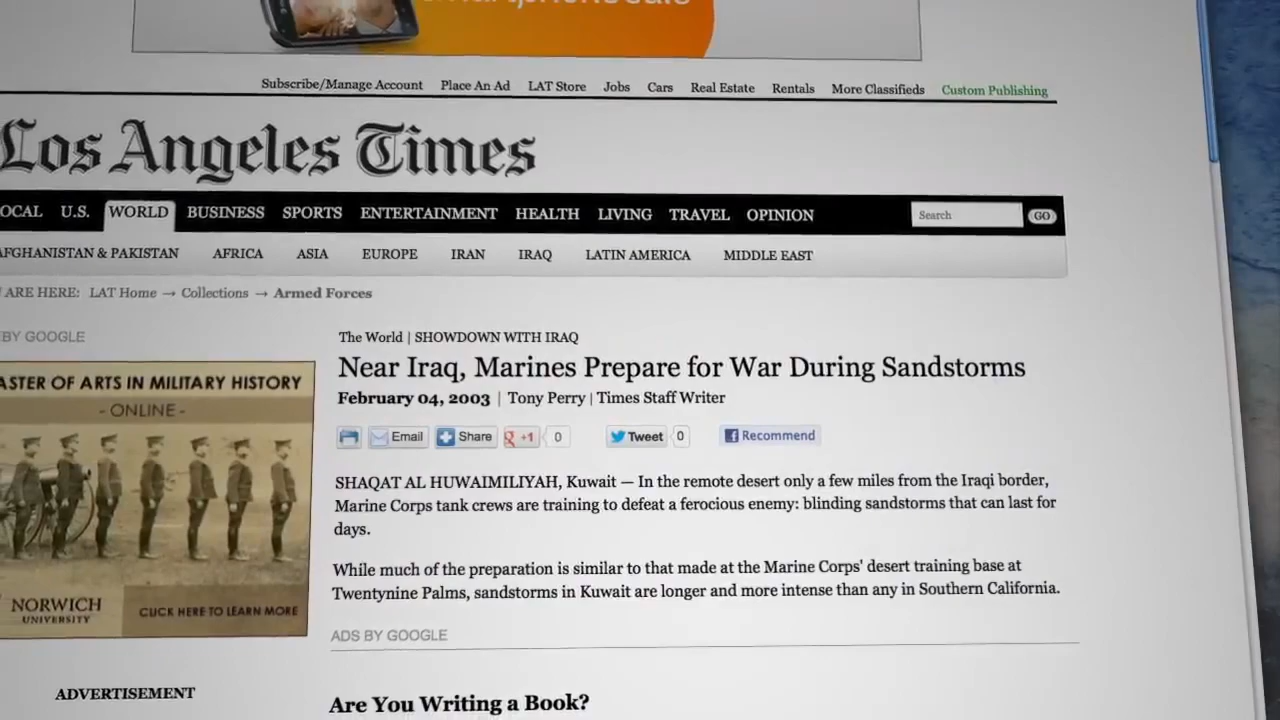 Subscribe/Manage Account Place An Ad LAT Store Jobs Cars Real Estate Rentals More Classifieds Custom Publishing
Los Angeles Times
OCAL U.S. WORLD BUSINESS SPORTS ENTERTAINMENT HEALTH LIVING TRAVEL OPINION Search GO
AFGHANISTAN & PAKISTAN AFRICA ASIA EUROPE IRAN IRAQ LATIN AMERICA MIDDLE EAST
ARE HERE: LAT Home → Collections → Armed Forces
BY GOOGLE
The World | SHOWDOWN WITH IRAQ
Near Iraq, Marines Prepare for War During Sandstorms
February 04, 2003 | Tony Perry | Times Staff Writer
Email Share +1 0 Tweet 0 Recommend
SHAQAT AL HUWAIMILIYAH, Kuwait — In the remote desert only a few miles from the Iraqi border,
Marine Corps tank crews are training to defeat a ferocious enemy: blinding sandstorms that can last for
days.
While much of the preparation is similar to that made at the Marine Corps' desert training base at
Twentynine Palms, sandstorms in Kuwait are longer and more intense than any in Southern California.
ADS BY GOOGLE
Are You Writing a Book?
ASTER OF ARTS IN MILITARY HISTORY
- ONLINE -
NORWICH
UNIVERSITY
CLICK HERE TO LEARN MORE
ADVERTISEMENT